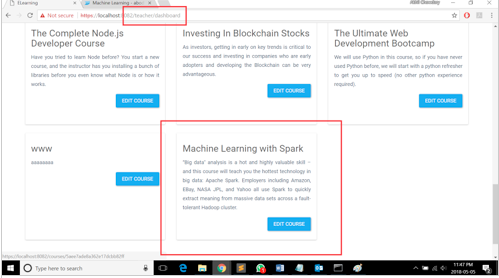 ELearning
Machine Learning - abo
Not secure
https://localhost:8082/teacher/dashboard
The Complete Node.js
Developer Course
Have you tried to learn Node before? You start a new
course, and the instructor has you installing a bunch of
libraries before you even know what Node is or how it
works.
EDIT COURSE
Investing In Blockchain Stocks
As investors, getting in early on key trends is critical to
our success and investing in companies who are early
adopters and developing the Blockchain can be very
advantageous.
EDIT COURSE
The Ultimate Web
Development Bootcamp
We will use Python in this course, so if you have never
used Python before, we will start with a python refresher
to get you up to speed (no other python experience
required).
EDIT COURSE
www
EDIT COURSE
Machine Learning with Spark
"Big data" analysis is a hot and highly valuable skill –
and this course will teach you the hottest technology in
big data: Apache Spark. Employers including Amazon,
EBay, NASA JPL, and Yahoo all use Spark to quickly
extract meaning from massive data sets across a fault-
tolerant Hadoop cluster.
EDIT COURSE
Type here to search
11:47 PM
2018-05-05